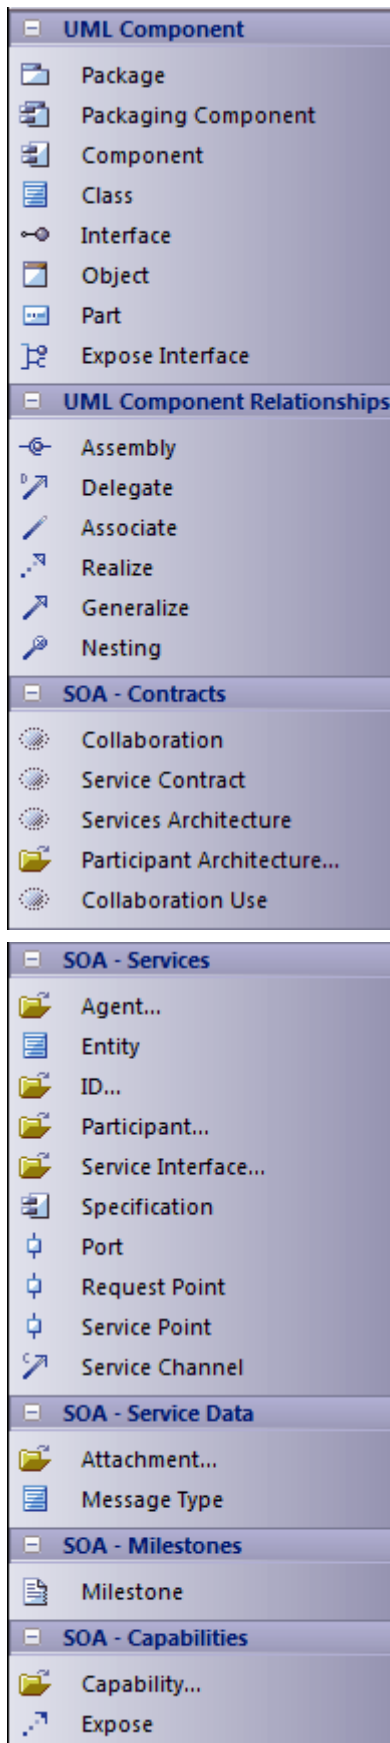 UML Component
Package
Packaging Component
Component
Class
Interface
Object
Part
Expose Interface
UML Component Relationships
Assembly
Delegate
Associate
Realize
Generalize
Nesting
SOA - Contracts
Collaboration
Service Contract
Services Architecture
Participant Architecture...
Collaboration Use
SOA - Services
Agent...
Entity
ID...
Participant...
Service Interface...
Specification
Port
Request Point
Service Point
Service Channel
SOA - Service Data
Attachment...
Message Type
SOA - Milestones
Milestone
SOA - Capabilities
Capability...
Expose